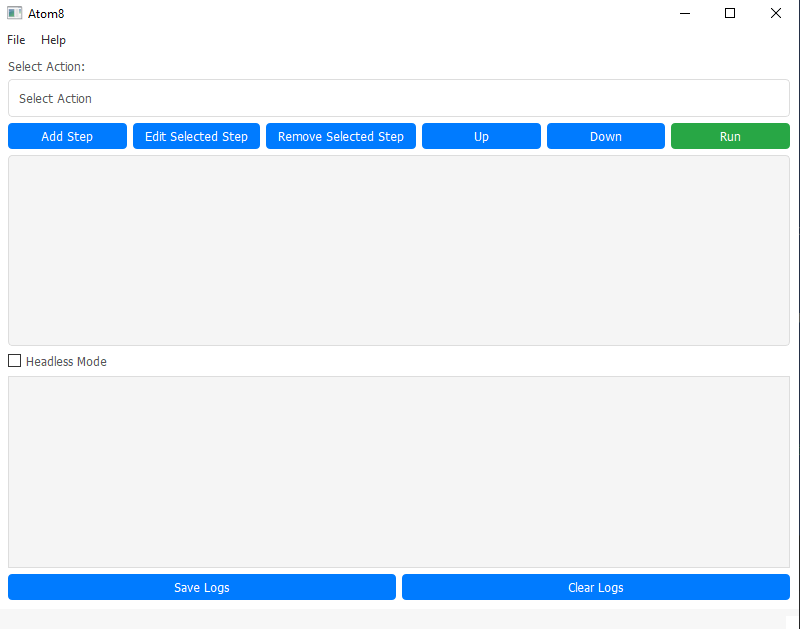 Atom8
File Help
Select Action:
Select Action
Add Step Edit Selected Step Remove Selected Step Up Down Run
Headless Mode
Save Logs Clear Logs